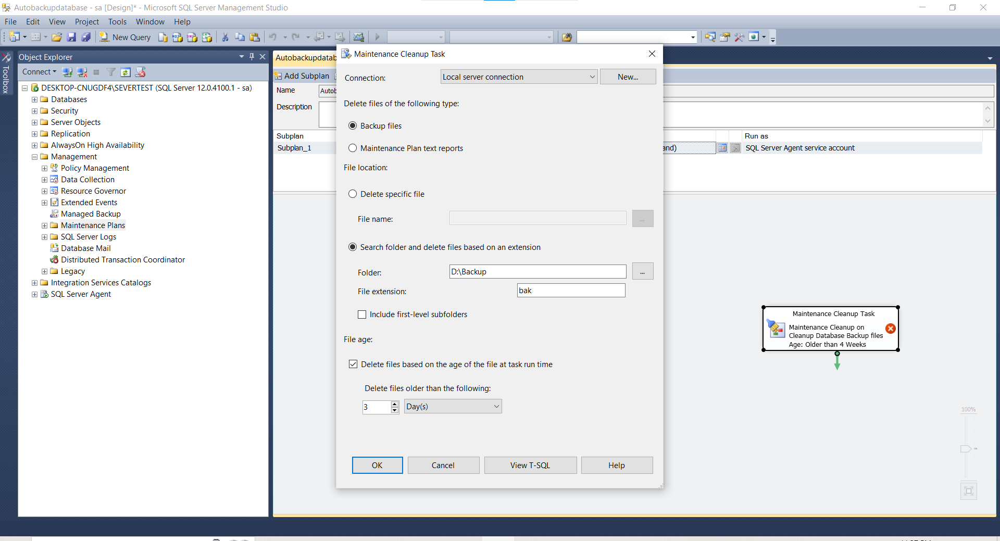 Autobackupdatabase - sa [Design]* - Microsoft SQL Server Management Studio
File Edit View Project Tools Window Help
New Query
Toolbox
Object Explorer
Connect
DESKTOP-CNUGDF4\SEVERTEST (SQL Server 12.0.4100.1 - sa)
Databases
Security
Server Objects
Replication
AlwaysOn High Availability
Management
Policy Management
Data Collection
Resource Governor
Extended Events
Managed Backup
Maintenance Plans
SQL Server Logs
Database Mail
Distributed Transaction Coordinator
Legacy
Integration Services Catalogs
SQL Server Agent
Autobackupdatab
Add Subplan
Name
Autob
Description
Subplan
Run as
Subplan_1
and)
SQL Server Agent service account
Maintenance Cleanup Task
Connection:
Local server connection
New...
Delete files of the following type:
Backup files
Maintenance Plan text reports
File location:
Delete specific file
File name:
...
Search folder and delete files based on an extension
Folder:
D:\Backup
...
File extension:
bak
Include first-level subfolders
File age:
Delete files based on the age of the file at task run time
Delete files older than the following:
3
Day(s)
OK
Cancel
View T-SQL
Help
Maintenance Cleanup Task
Maintenance Cleanup on
Cleanup Database Backup files
Age: Older than 4 Weeks
100%